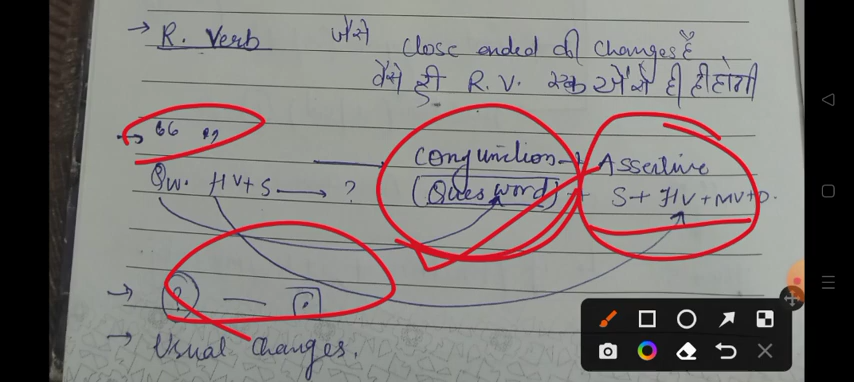 → R. Verb जैसे close ended की changes हैं
वैसे ही R.V. ऐसे ही होगी
→ " " Conjunction + Assertive
Qw. HV+S ⟶ ? (Ques word) + S+ HV+MV+O.
→ ? — .
→ Usual Changes.